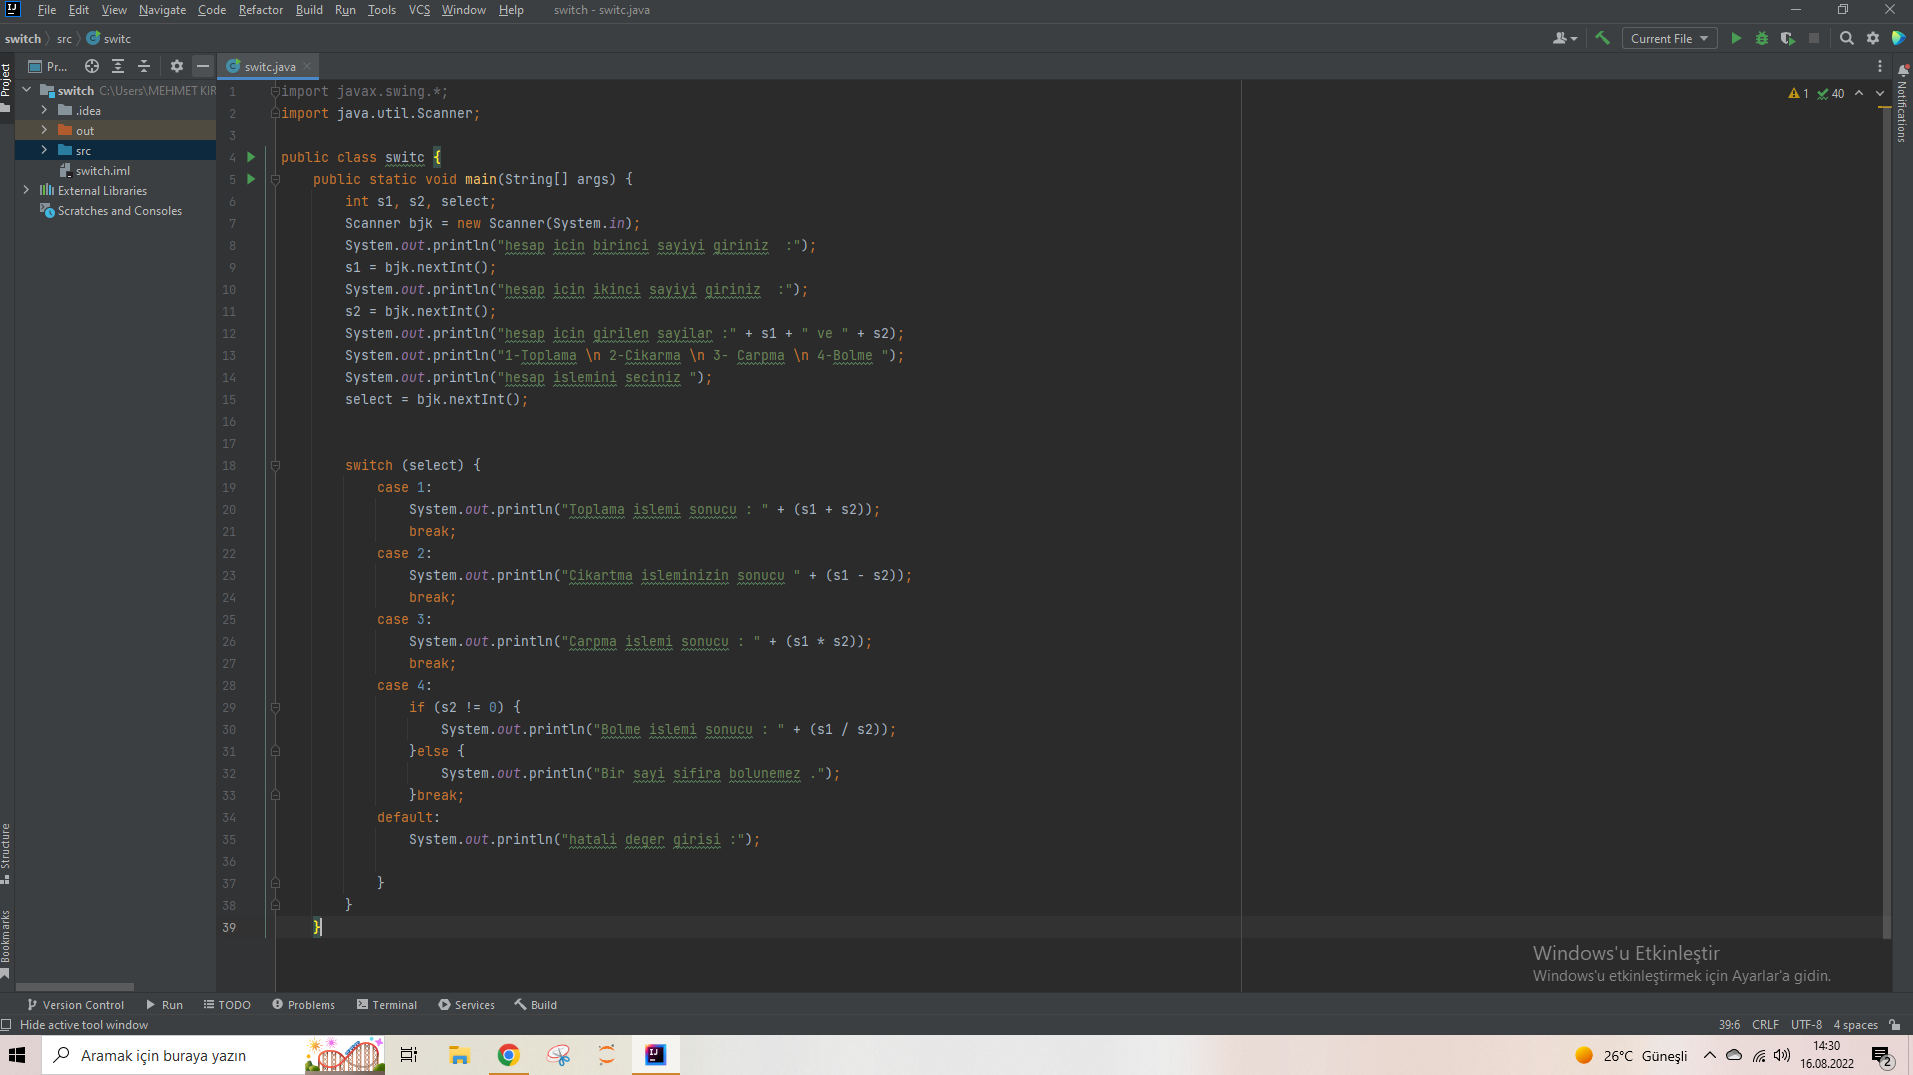 File Edit View Navigate Code Refactor Build Run Tools VCS Window Help switch - switc.java
switch src switc
Current File
Project
Pr...
switc.java
switch C:\Users\MEHMET KIR
.idea
out
src
switch.iml
External Libraries
Scratches and Consoles
1 40
Notifications
1 import javax.swing.*;
2 import java.util.Scanner;
3
4 public class switc {
5 public static void main(String[] args) {
6 int s1, s2, select;
7 Scanner bjk = new Scanner(System.in);
8 System.out.println("hesap icin birinci sayiyi giriniz  :");
9 s1 = bjk.nextInt();
10 System.out.println("hesap icin ikinci sayiyi giriniz  :");
11 s2 = bjk.nextInt();
12 System.out.println("hesap icin girilen sayilar :" + s1 + " ve " + s2);
13 System.out.println("1-Toplama \n 2-Cikarma \n 3- Carpma \n 4-Bolme ");
14 System.out.println("hesap islemini seciniz ");
15 select = bjk.nextInt();
16
17
18 switch (select) {
19 case 1:
20 System.out.println("Toplama islemi sonucu : " + (s1 + s2));
21 break;
22 case 2:
23 System.out.println("Cikartma isleminizin sonucu " + (s1 - s2));
24 break;
25 case 3:
26 System.out.println("Carpma islemi sonucu : " + (s1 * s2));
27 break;
28 case 4:
29 if (s2 != 0) {
30 System.out.println("Bolme islemi sonucu : " + (s1 / s2));
31 }else {
32 System.out.println("Bir sayi sifira bolunemez .");
33 }break;
34 default:
35 System.out.println("hatali deger girisi :");
36
37 }
38 }
39 }
Structure
Bookmarks
Windows'u Etkinleştir
Windows'u etkinleştirmek için Ayarlar'a gidin.
Version Control Run TODO Problems Terminal Services Build
Hide active tool window 39:6 CRLF UTF-8 4 spaces
Aramak için buraya yazın
26°C Güneşli
14:30
16.08.2022
2